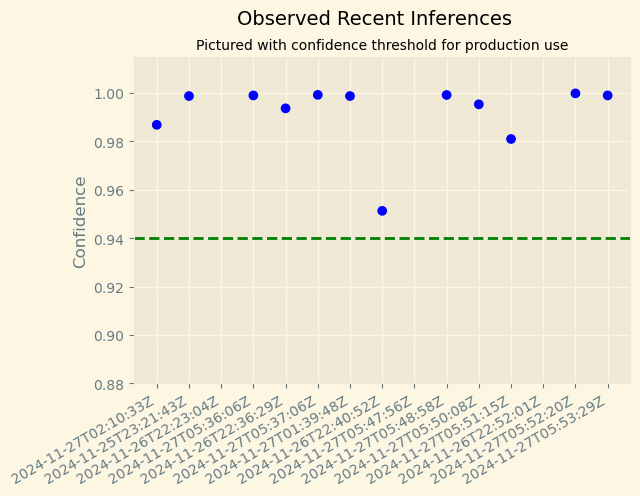 Observed Recent Inferences
Pictured with confidence threshold for production use
Confidence
1.00
0.98
0.96
0.94
0.92
0.90
0.88
2024-11-27T02:10:33Z
2024-11-25T23:21:43Z
2024-11-26T22:23:04Z
2024-11-27T05:36:06Z
2024-11-26T22:36:29Z
2024-11-27T05:37:06Z
2024-11-27T01:39:48Z
2024-11-26T22:40:52Z
2024-11-27T05:47:56Z
2024-11-27T05:48:58Z
2024-11-27T05:50:08Z
2024-11-27T05:51:15Z
2024-11-26T22:52:01Z
2024-11-27T05:52:20Z
2024-11-27T05:53:29Z